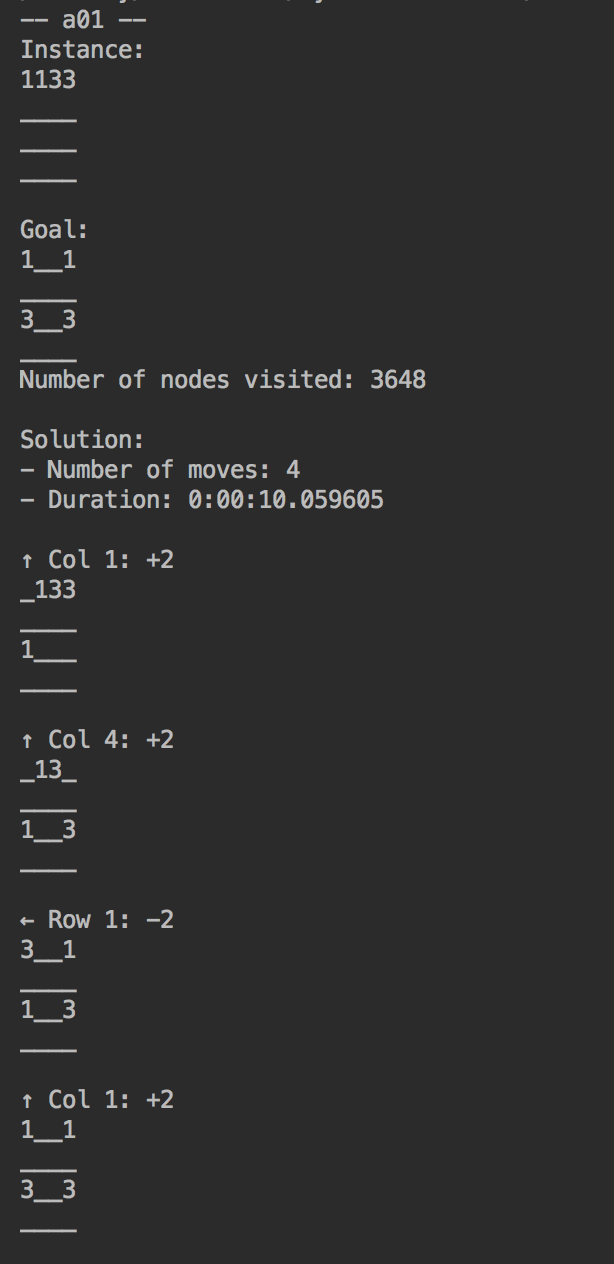 −− a01 −−
Instance:
1133
____
____
____
Goal:
1__1
____
3__3
____
Number of nodes visited: 3648
Solution:
− Number of moves: 4
− Duration: 0:00:10.059605
↑ Col 1: +2
_133
____
1___
____
↑ Col 4: +2
_13_
____
1__3
____
← Row 1: −2
3__1
____
1__3
____
↑ Col 1: +2
1__1
____
3__3
____